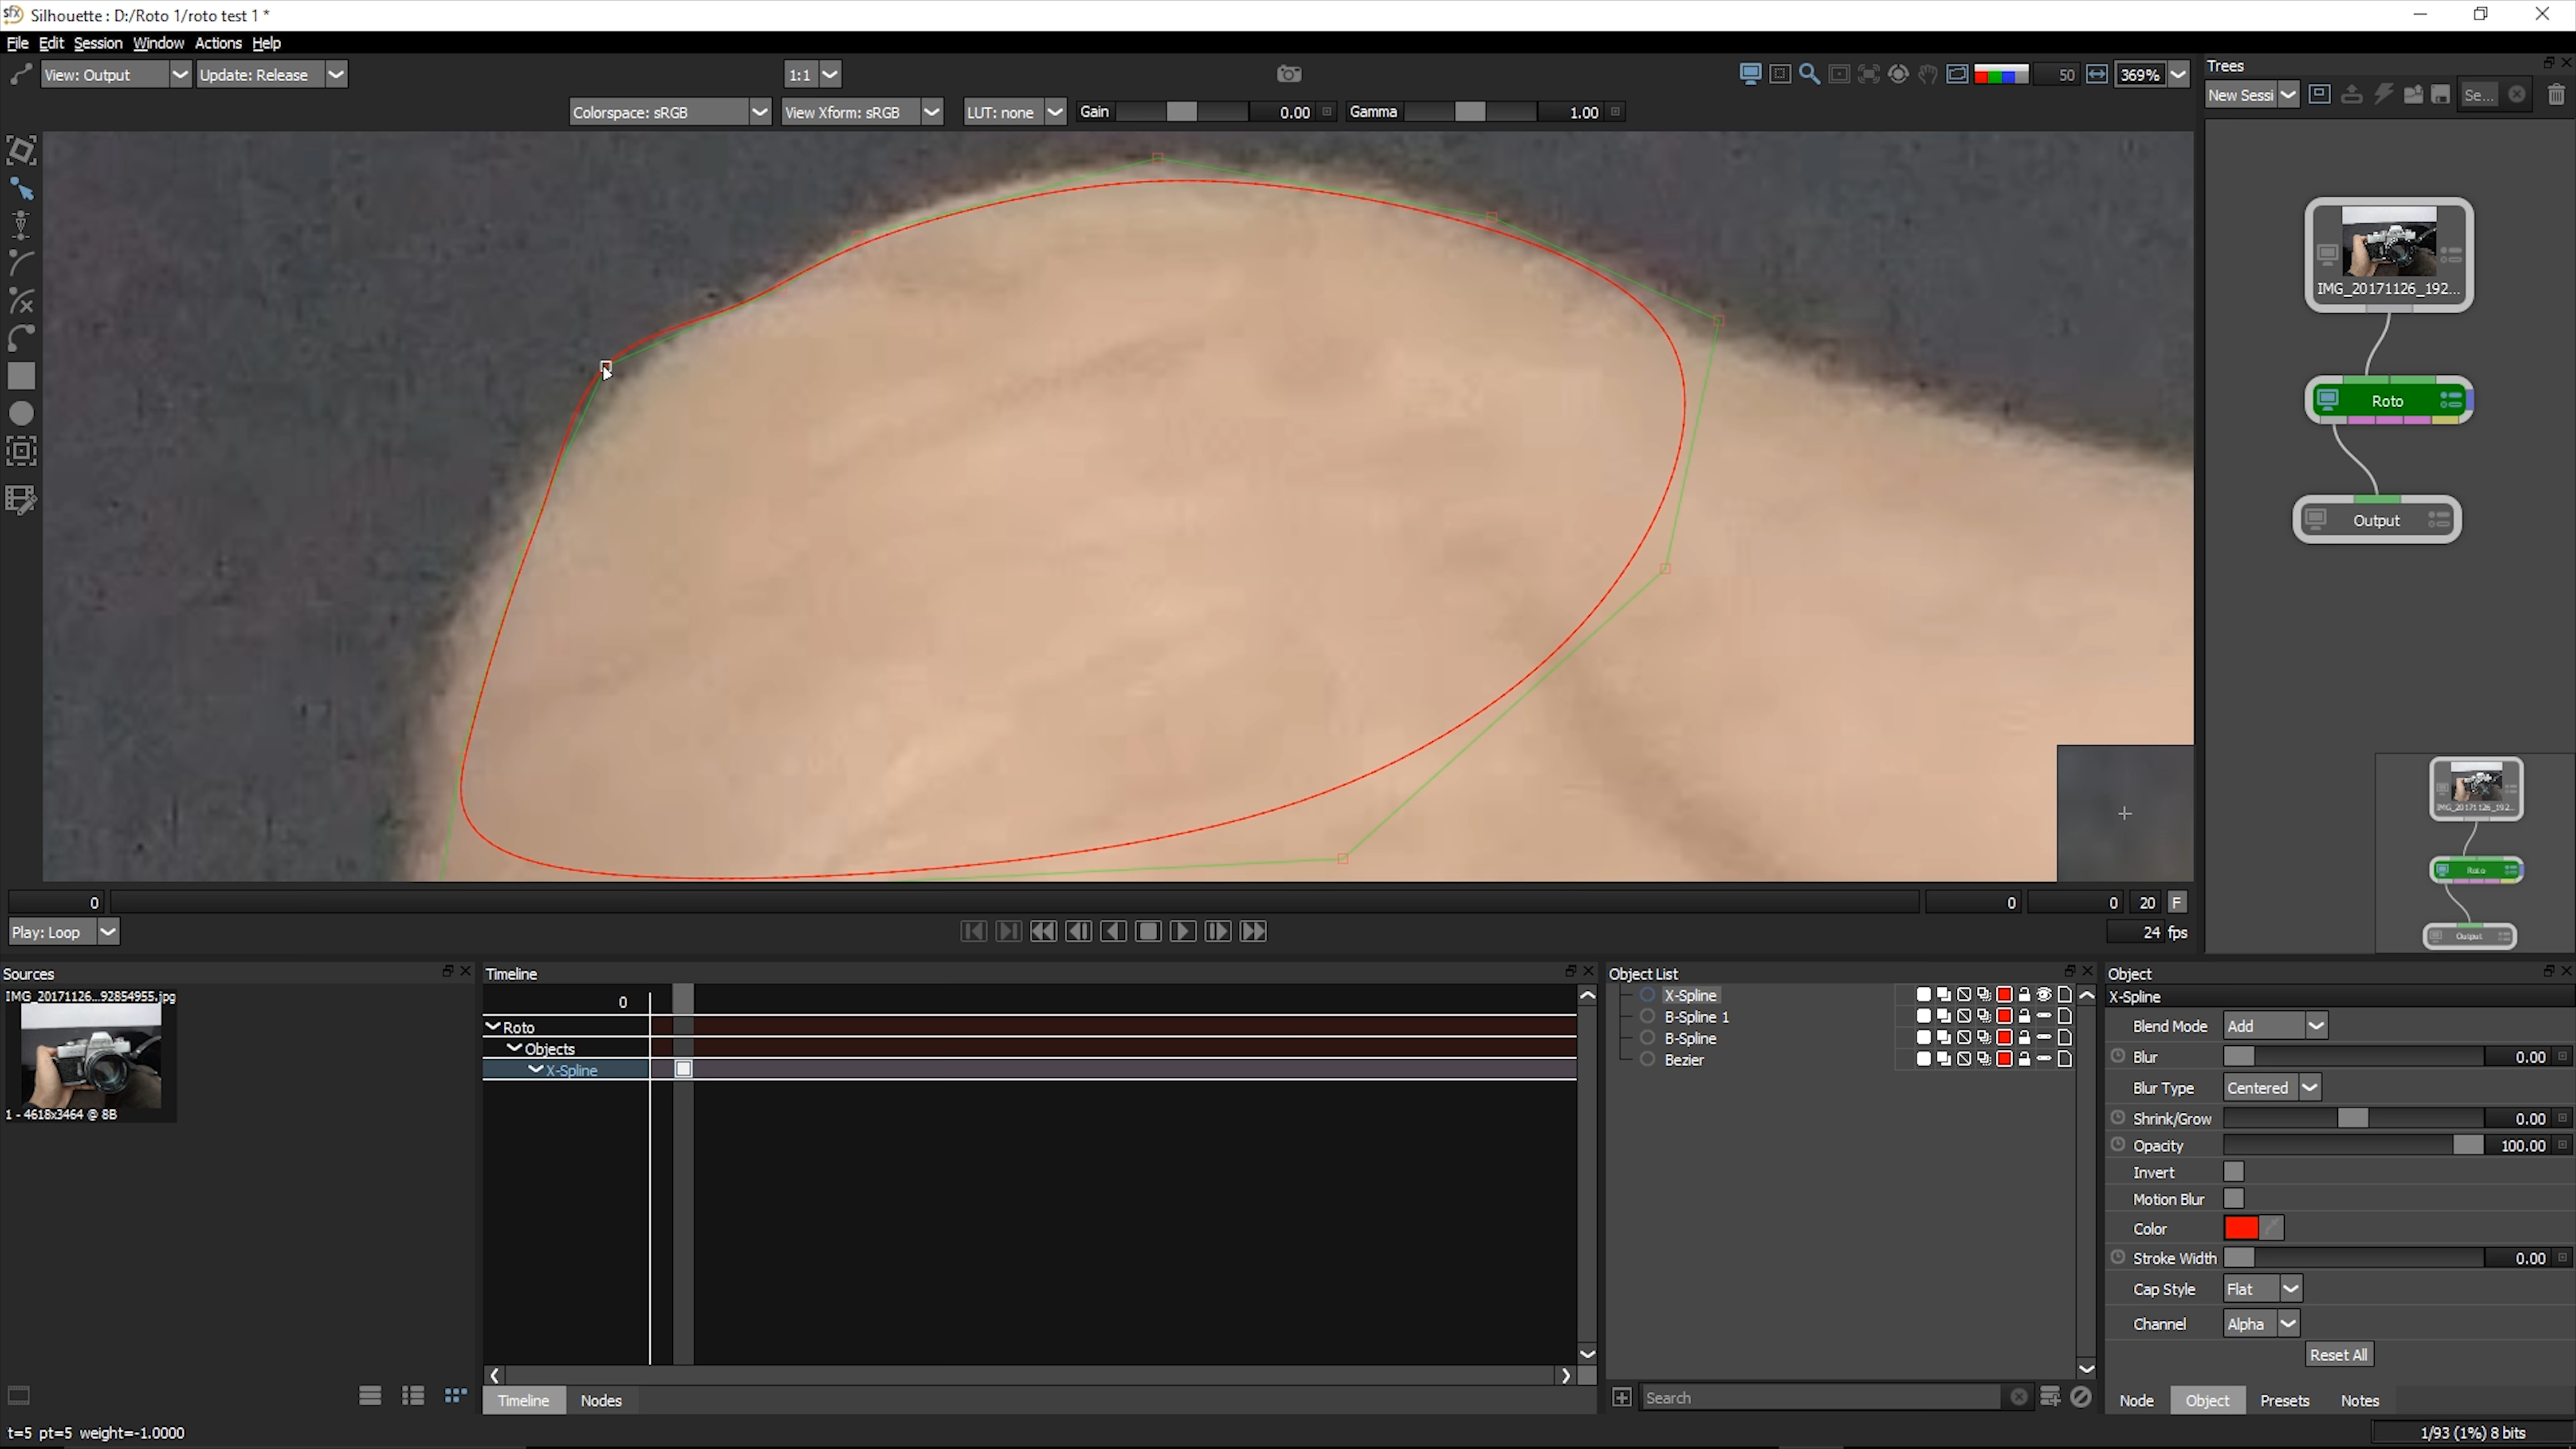 Silhouette : D:/Roto 1/roto test 1 *
File Edit Session Window Actions Help
View: Output Update: Release 1:1 50 369%
Colorspace: sRGB View Xform: sRGB LUT: none Gain 0.00 Gamma 1.00
Trees
New Sessi Se...
IMG_20171126_192...
Roto
Output
IMG_20171126_192...
Roto
Output
0 0 0 20 F
Play: Loop 24 fps
Sources
IMG_20171126...92854955.jpg
1 - 4618x3464 @ 8B
Timeline
0
Roto
Objects
X-Spline
Timeline Nodes
Object List
X-Spline
B-Spline 1
B-Spline
Bezier
Search
Object
X-Spline
Blend Mode Add
Blur 0.00
Blur Type Centered
Shrink/Grow 0.00
Opacity 100.00
Invert
Motion Blur
Color
Stroke Width 0.00
Cap Style Flat
Channel Alpha
Reset All
Node Object Presets Notes
t=5 pt=5 weight=-1.0000
1/93 (1%) 8 bits